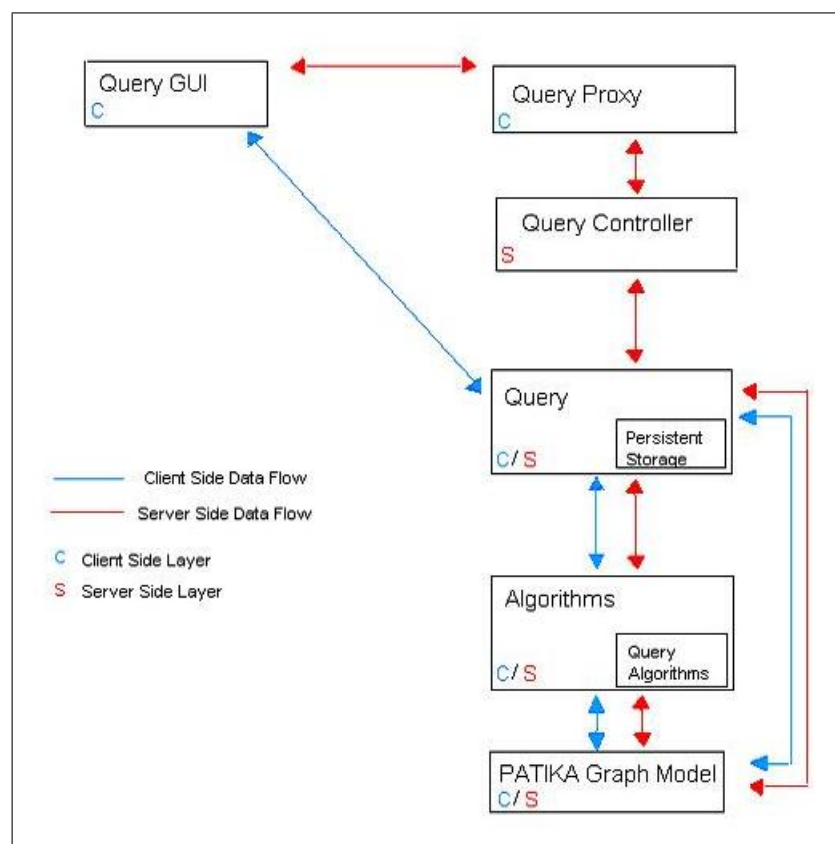 Query GUI
C
Query Proxy
C
Query Controller
S
Query
Persistent
Storage
C/ S
Client Side Data Flow
Server Side Data Flow
C Client Side Layer
S Server Side Layer
Algorithms
Query
Algorithms
C/ S
PATIKA Graph Model
C/ S